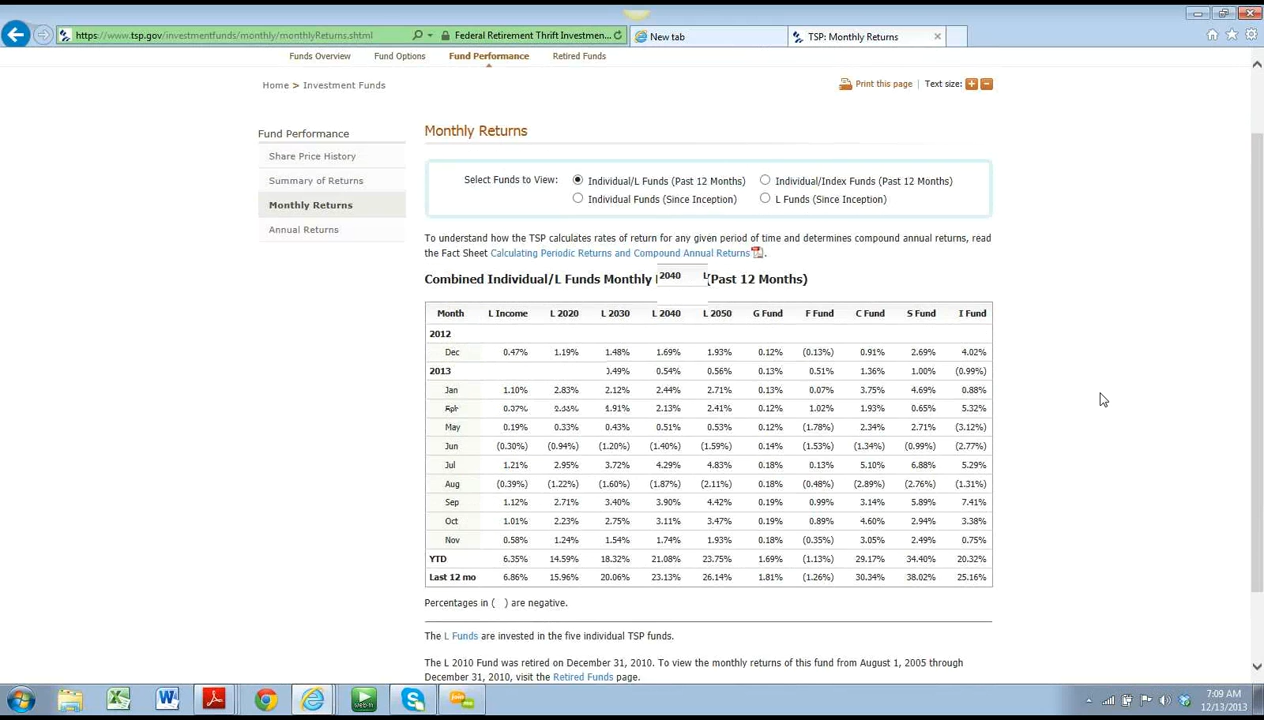 https://www.tsp.gov/investmentfunds/monthly/monthlyReturns.shtml
Federal Retirement Thrift Investmen...
New tab
TSP: Monthly Returns
Funds Overview Fund Options Fund Performance Retired Funds
Home > Investment Funds
Print this page | Text size: + −
Fund Performance
Share Price History
Summary of Returns
Monthly Returns
Annual Returns
Monthly Returns
Select Funds to View: Individual/L Funds (Past 12 Months) Individual/Index Funds (Past 12 Months)
Individual Funds (Since Inception) L Funds (Since Inception)
To understand how the TSP calculates rates of return for any given period of time and determines compound annual returns, read
the Fact Sheet Calculating Periodic Returns and Compound Annual Returns.
Combined Individual/L Funds Monthly 2040 (Past 12 Months)
Month L Income L 2020 L 2030 L 2040 L 2050 G Fund F Fund C Fund S Fund I Fund
2012
Dec 0.47% 1.19% 1.48% 1.69% 1.93% 0.12% (0.13%) 0.91% 2.69% 4.02%
2013 .49% 0.54% 0.56% 0.13% 0.51% 1.36% 1.00% (0.99%)
Jan 1.10% 2.83% 2.12% 2.44% 2.71% 0.13% 0.07% 3.75% 4.69% 0.88%
1.91% 2.13% 2.41% 0.12% 1.02% 1.93% 0.65% 5.32%
May 0.19% 0.33% 0.43% 0.51% 0.53% 0.12% (1.78%) 2.34% 2.71% (3.12%)
Jun (0.30%) (0.94%) (1.20%) (1.40%) (1.59%) 0.14% (1.53%) (1.34%) (0.99%) (2.77%)
Jul 1.21% 2.95% 3.72% 4.29% 4.83% 0.18% 0.13% 5.10% 6.88% 5.29%
Aug (0.39%) (1.22%) (1.60%) (1.87%) (2.11%) 0.18% (0.48%) (2.89%) (2.76%) (1.31%)
Sep 1.12% 2.71% 3.40% 3.90% 4.42% 0.19% 0.99% 3.14% 5.89% 7.41%
Oct 1.01% 2.23% 2.75% 3.11% 3.47% 0.19% 0.89% 4.60% 2.94% 3.38%
Nov 0.58% 1.24% 1.54% 1.74% 1.93% 0.18% (0.35%) 3.05% 2.49% 0.75%
YTD 6.35% 14.59% 18.32% 21.08% 23.75% 1.69% (1.13%) 29.17% 34.40% 20.32%
Last 12 mo 6.86% 15.96% 20.06% 23.13% 26.14% 1.81% (1.26%) 30.34% 38.02% 25.16%
Percentages in ( ) are negative.
The L Funds are invested in the five individual TSP funds.
The L 2010 Fund was retired on December 31, 2010. To view the monthly returns of this fund from August 1, 2005 through
December 31, 2010, visit the Retired Funds page.
7:09 AM
12/13/2013